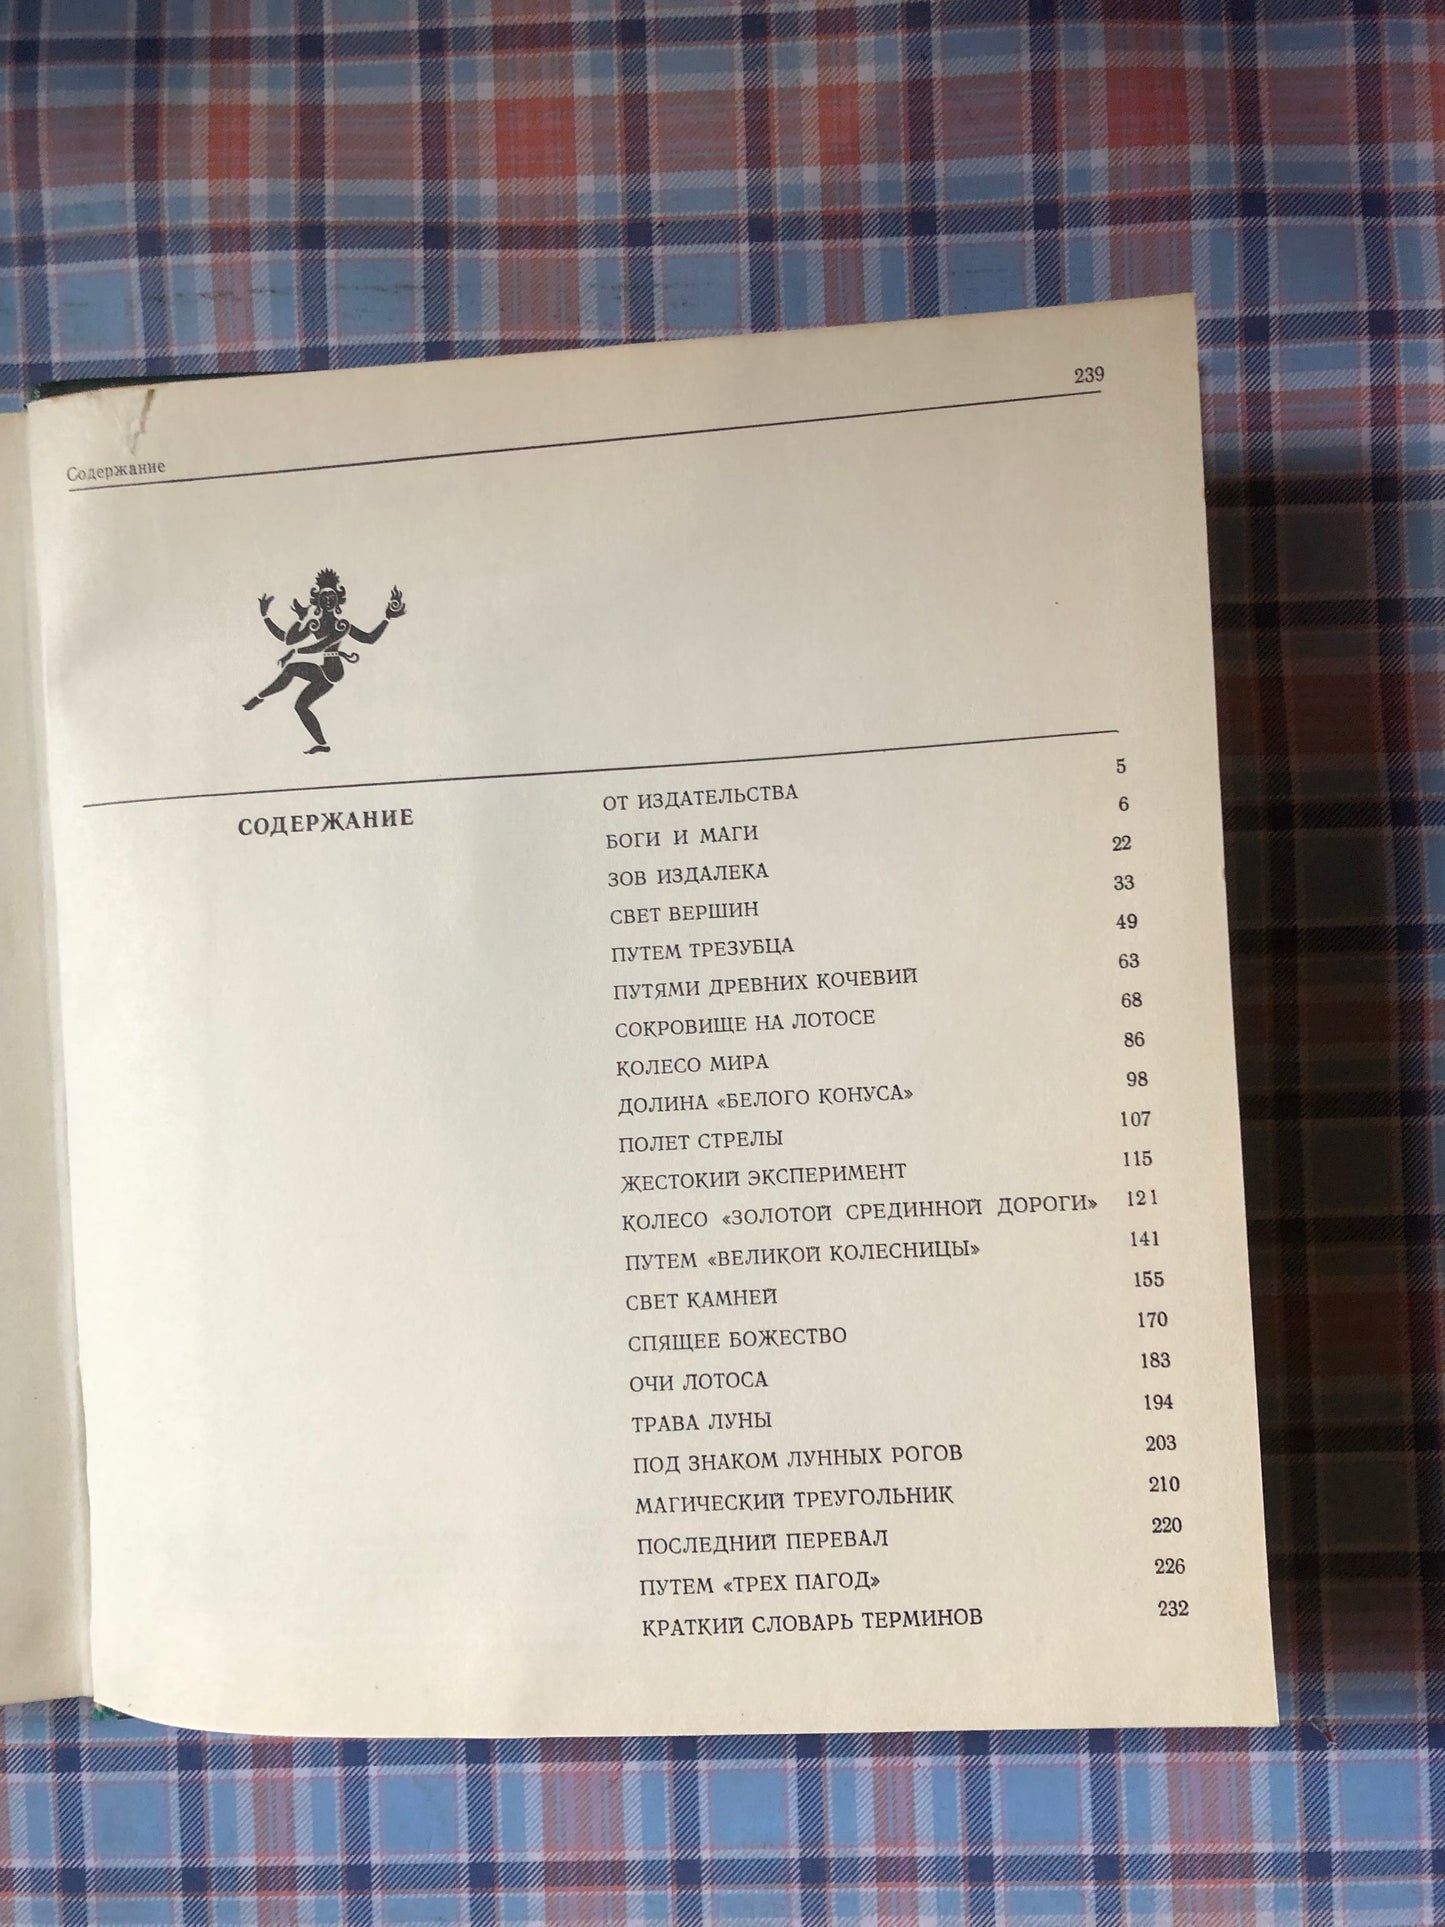 239
Содержание
СОДЕРЖАНИЕ
ОТ ИЗДАТЕЛЬСТВА 5
БОГИ И МАГИ 6
ЗОВ ИЗДАЛЕКА 22
СВЕТ ВЕРШИН 33
ПУТЕМ ТРЕЗУБЦА 49
ПУТЯМИ ДРЕВНИХ КОЧЕВИЙ 63
СОКРОВИЩЕ НА ЛОТОСЕ 68
КОЛЕСО МИРА 86
ДОЛИНА «БЕЛОГО КОНУСА» 98
ПОЛЕТ СТРЕЛЫ 107
ЖЕСТОКИЙ ЭКСПЕРИМЕНТ 115
КОЛЕСО «ЗОЛОТОЙ СРЕДИННОЙ ДОРОГИ» 121
ПУТЕМ «ВЕЛИКОЙ КОЛЕСНИЦЫ» 141
СВЕТ КАМНЕЙ 155
СПЯЩЕЕ БОЖЕСТВО 170
ОЧИ ЛОТОСА 183
ТРАВА ЛУНЫ 194
ПОД ЗНАКОМ ЛУННЫХ РОГОВ 203
МАГИЧЕСКИЙ ТРЕУГОЛЬНИК 210
ПОСЛЕДНИЙ ПЕРЕВАЛ 220
ПУТЕМ «ТРЕХ ПАГОД» 226
КРАТКИЙ СЛОВАРЬ ТЕРМИНОВ 232